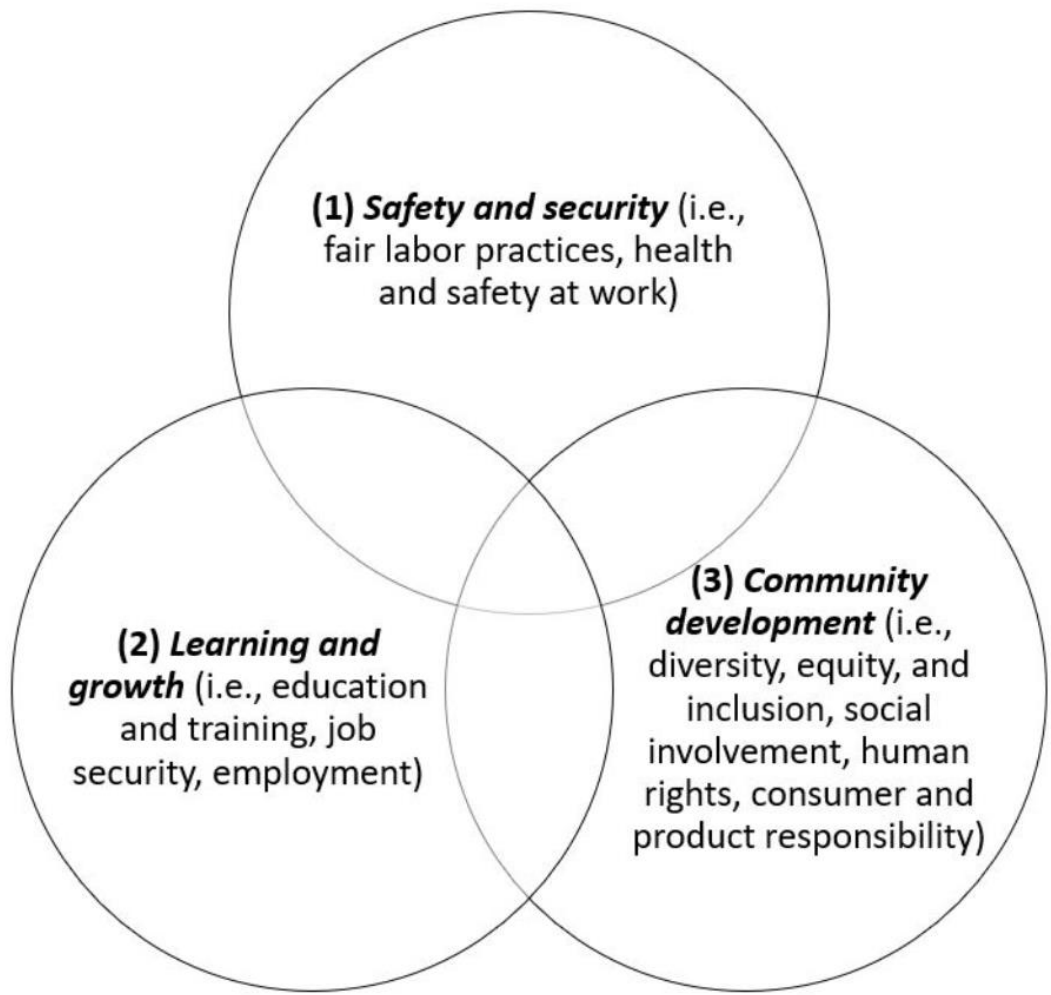 (1) Safety and security (i.e.,
fair labor practices, health
and safety at work)
(2) Learning and
growth (i.e., education
and training, job
security, employment)
(3) Community
development (i.e.,
diversity, equity, and
inclusion, social
involvement, human
rights, consumer and
product responsibility)